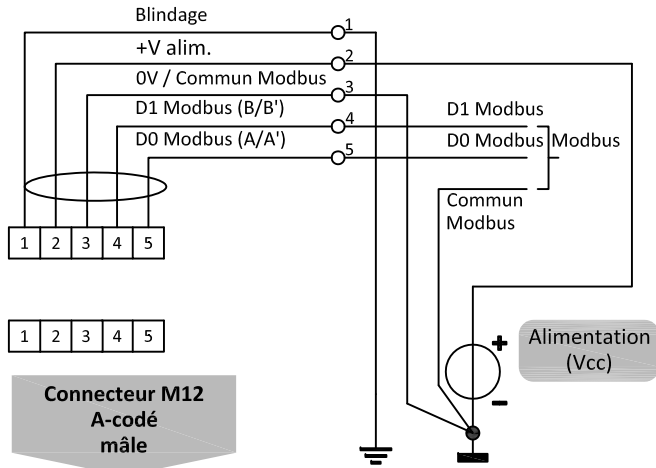 Blindage
1
+V alim.
2
0V / Commun Modbus
3
D1 Modbus (B/B')
4
D1 Modbus
D0 Modbus (A/A')
5
D0 Modbus
Modbus
Commun
Modbus
1 2 3 4 5
1 2 3 4 5
+
Alimentation
(Vcc)
–
Connecteur M12
A-codé
mâle